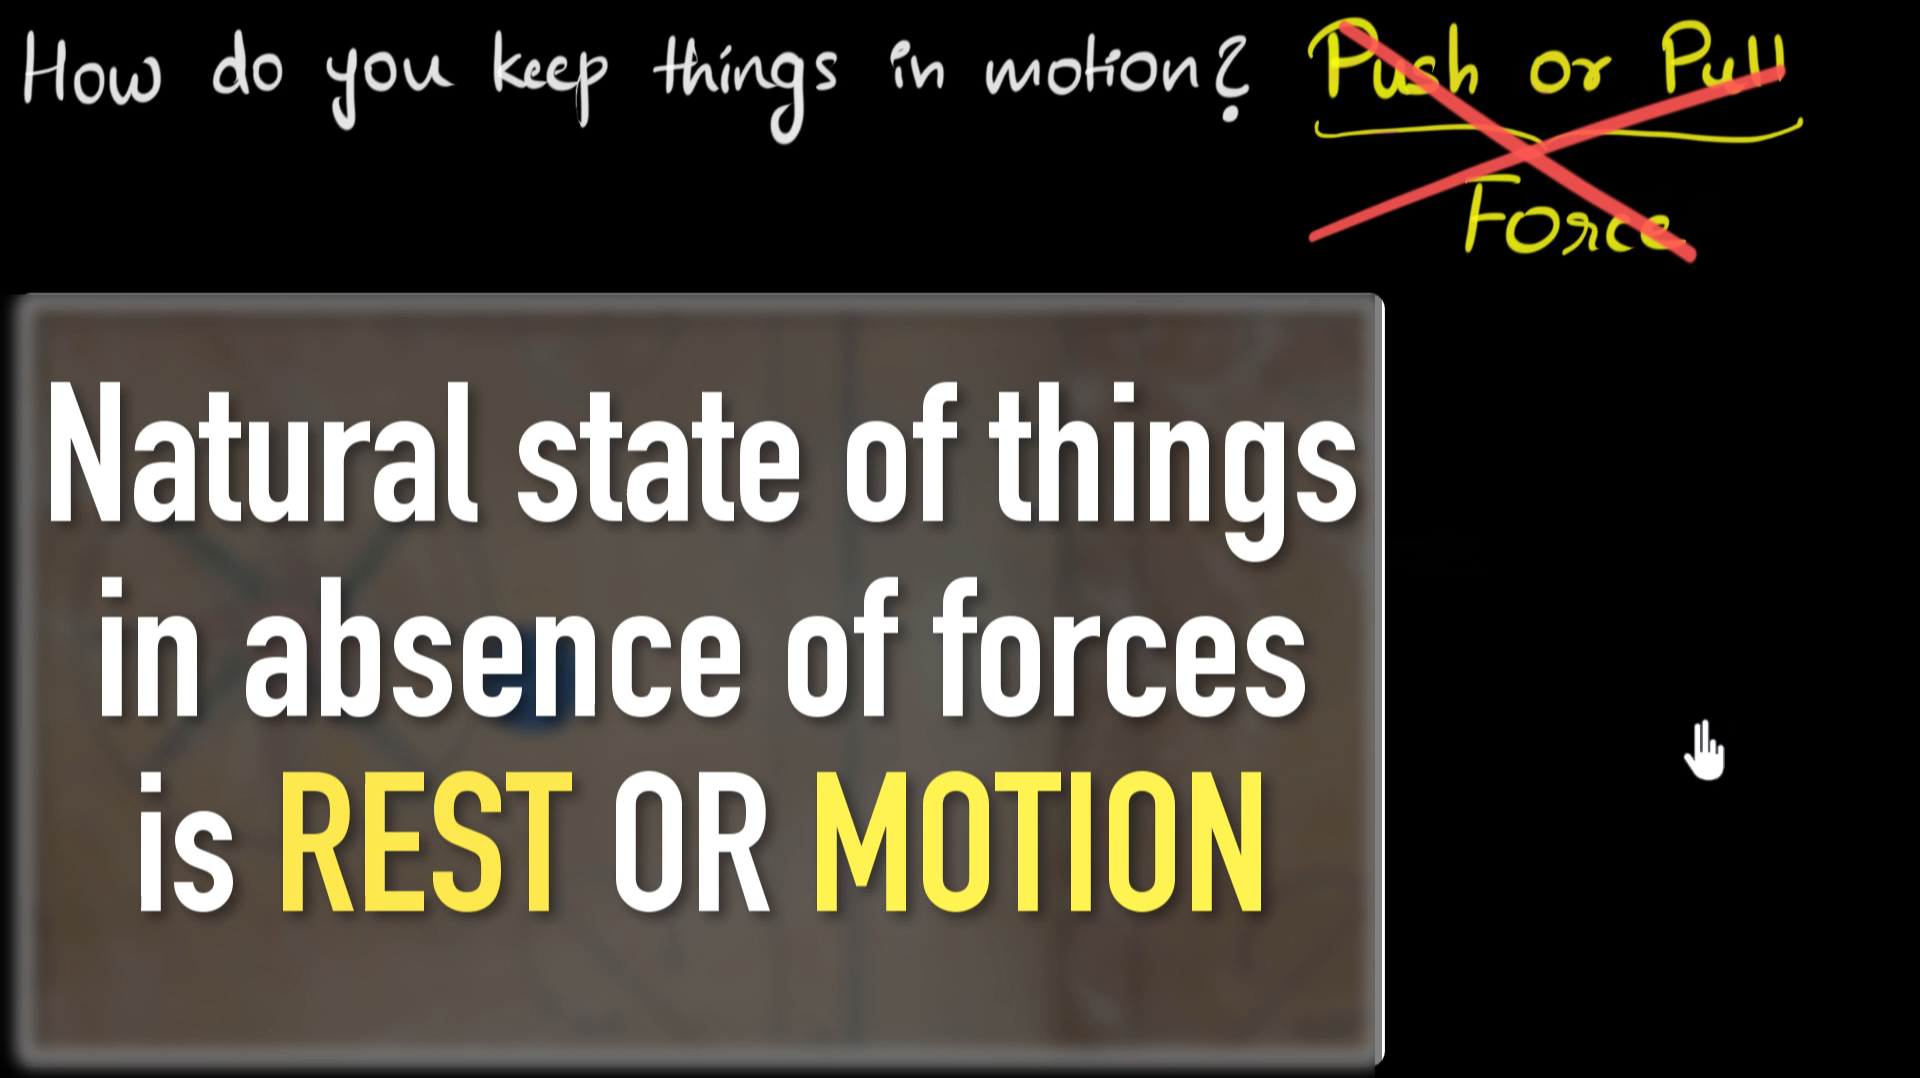 How do you keep things in motion? Push or Pull
Force
Natural state of things
in absence of forces
is REST OR MOTION